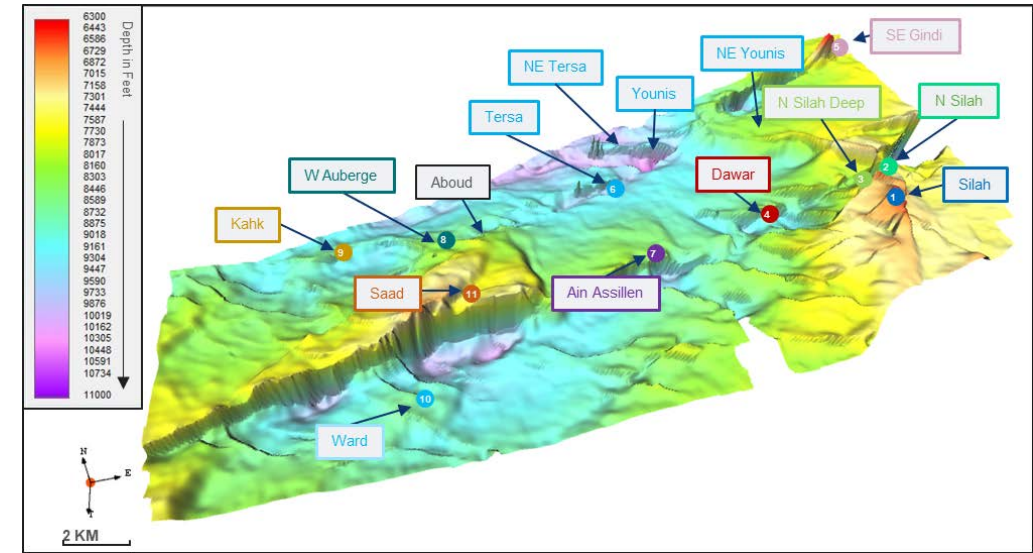 6300
6443
6586
6729
6872
7015
7158
7301
7444
7587
7730
7873
8017
8160
8303
8446
8589
8732
8875
9018
9161
9304
9447
9590
9733
9876
10019
10162
10305
10448
10591
10734
11000
Depth in Feet
SE Gindi
5
NE Tersa
NE Younis
Younis
N Silah Deep
N Silah
Tersa
2
W Auberge
Aboud
Dawar
3
6
Silah
1
Kahk
4
8
9
7
Saad
11
Ain Assillen
10
Ward
N
E
2 KM